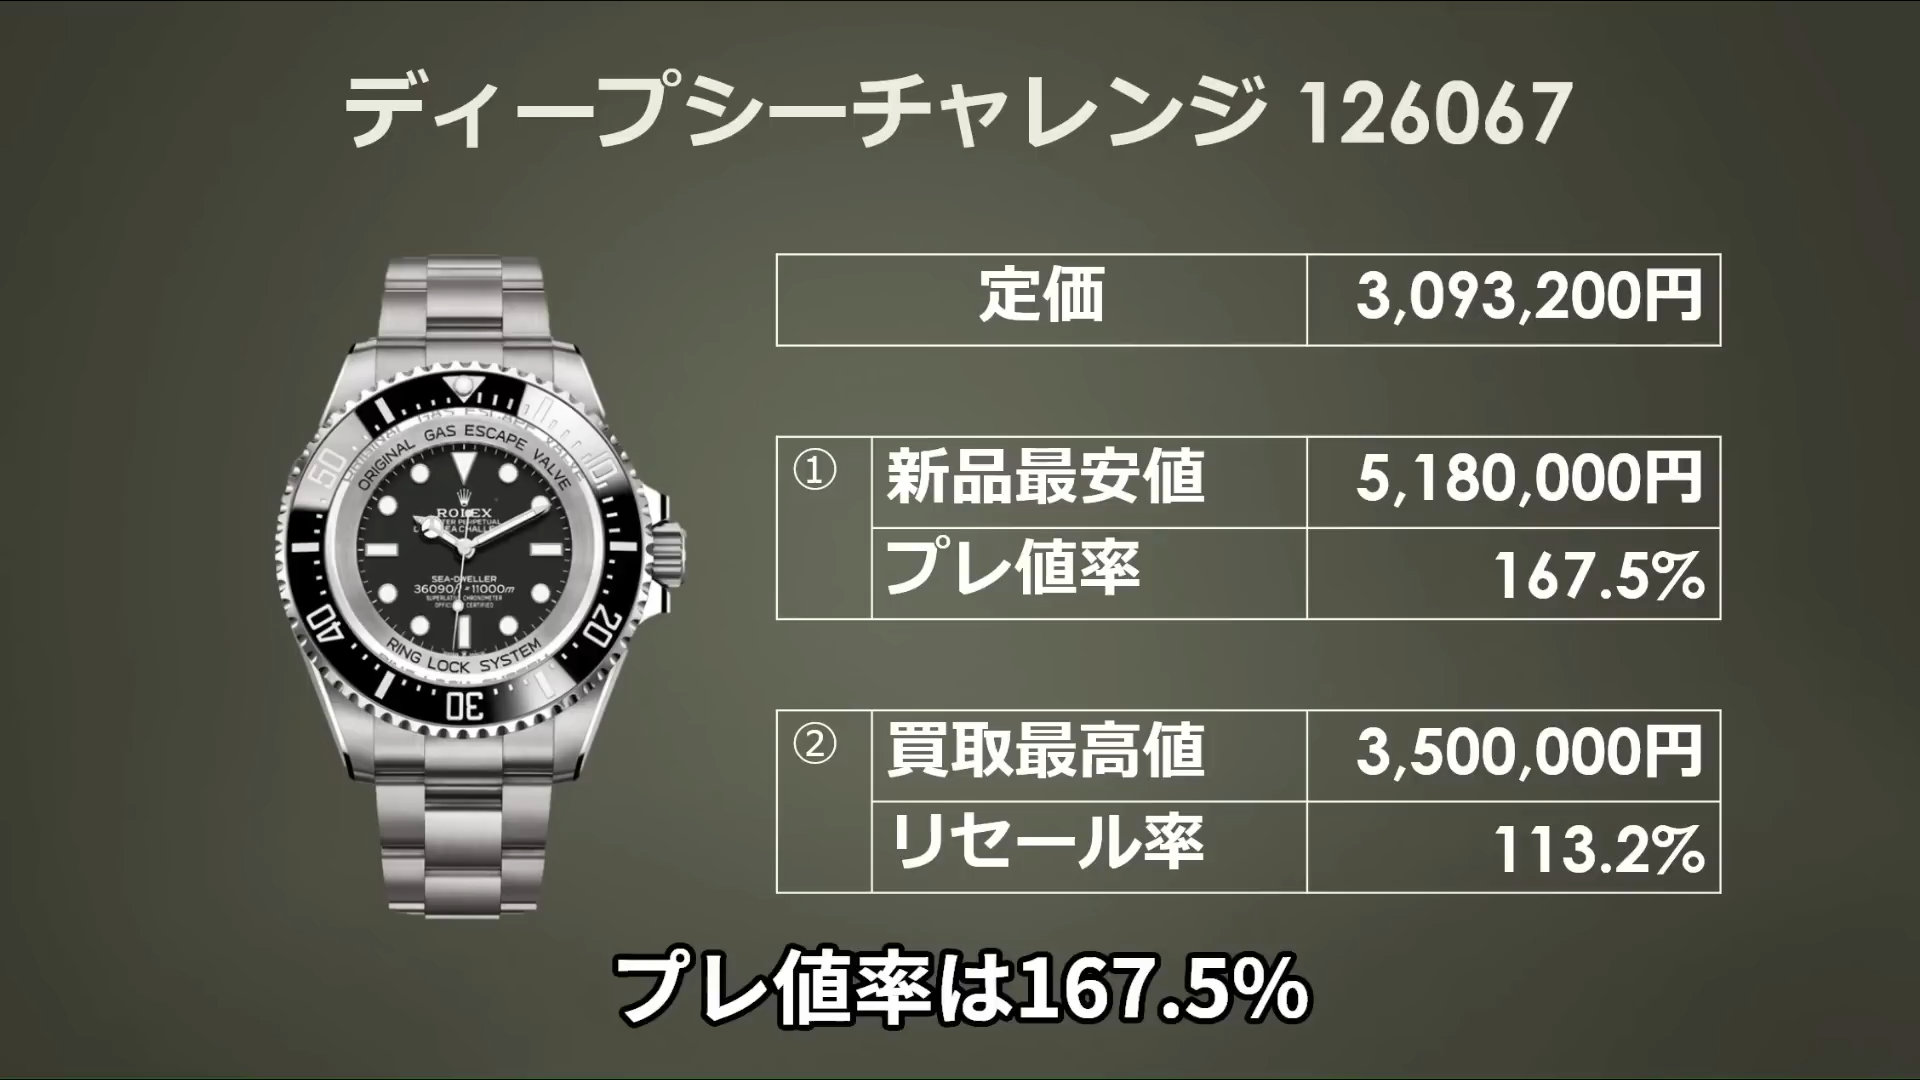 ディープシーチャレンジ 126067
定価 3,093,200円
① 新品最安値 5,180,000円
プレ値率 167.5%
② 買取最高値 3,500,000円
リセール率 113.2%
ORIGINAL GAS ESCAPE VALVE
ROLEX
SEA-DWELLER
36090ft=11000m
RING LOCK SYSTEM
50
10
40
20
30
プレ値率は167.5%